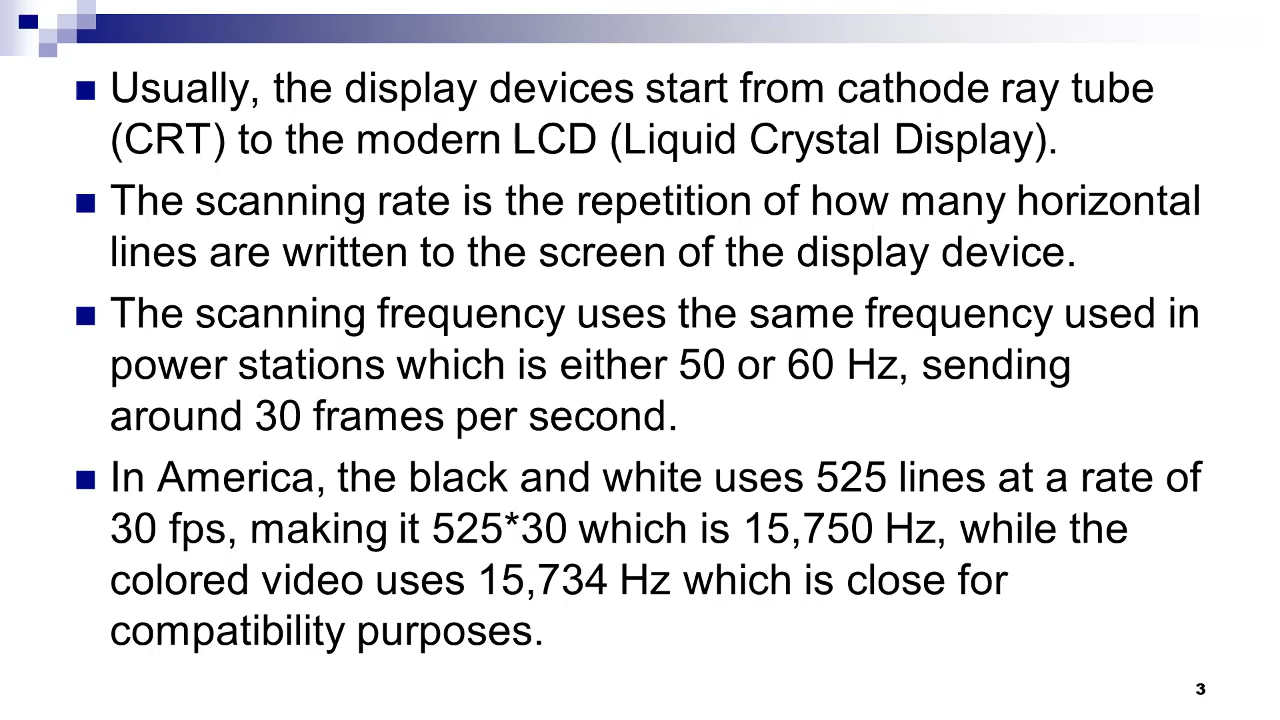 Usually, the display devices start from cathode ray tube
(CRT) to the modern LCD (Liquid Crystal Display).
The scanning rate is the repetition of how many horizontal
lines are written to the screen of the display device.
The scanning frequency uses the same frequency used in
power stations which is either 50 or 60 Hz, sending
around 30 frames per second.
In America, the black and white uses 525 lines at a rate of
30 fps, making it 525*30 which is 15,750 Hz, while the
colored video uses 15,734 Hz which is close for
compatibility purposes.
3